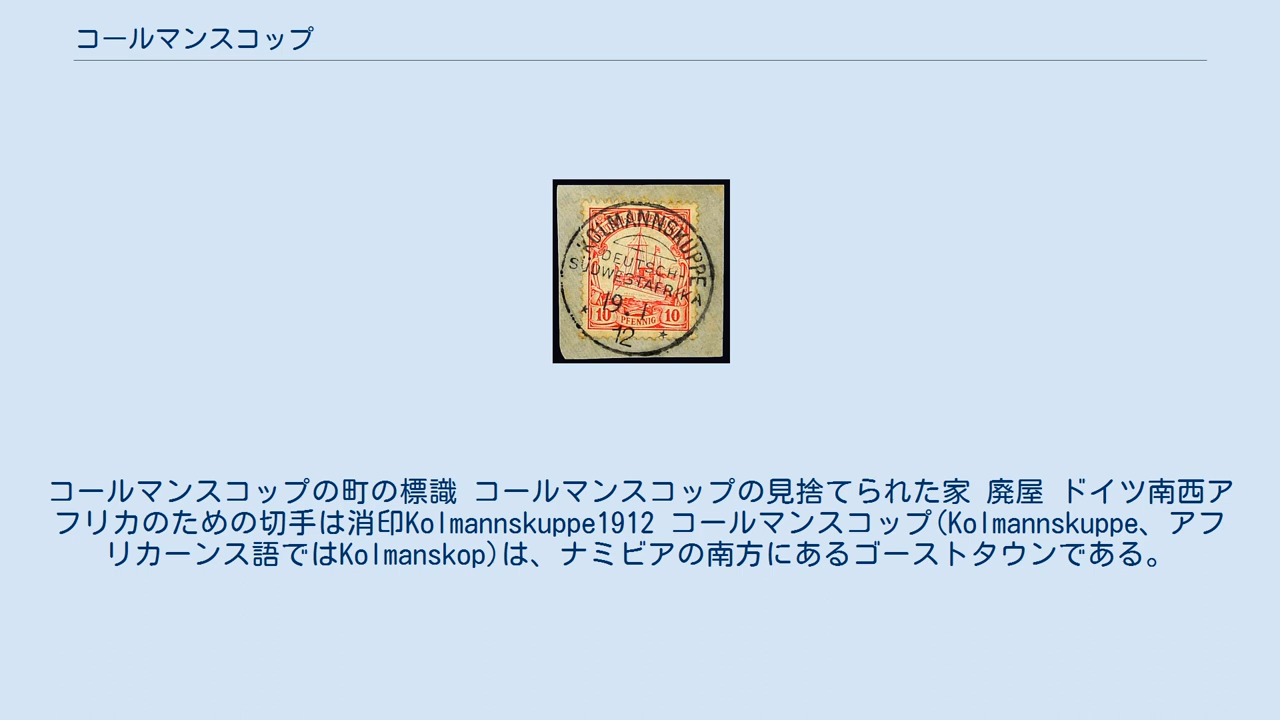 コールマンスコップ
KOLMANNSKUPPE
DEUTSCH-
SÜDWESTAFRIKA
19. 1
12
10 PFENNIG 10
コールマンスコップの町の標識 コールマンスコップの見捨てられた家 廃屋 ドイツ南西ア
フリカのための切手は消印Kolmannskuppe1912 コールマンスコップ(Kolmannskuppe、アフ
リカーンス語ではKolmanskop)は、ナミビアの南方にあるゴーストタウンである。